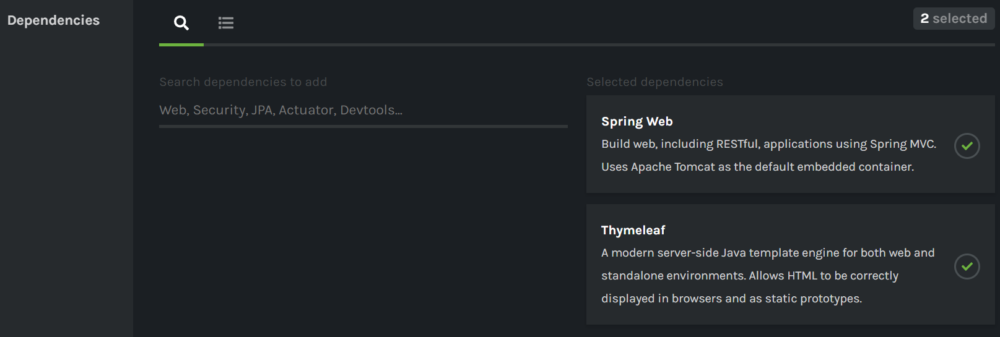 Dependencies
2 selected
Search dependencies to add
Web, Security, JPA, Actuator, Devtools...
Selected dependencies
Spring Web
Build web, including RESTful, applications using Spring MVC.
Uses Apache Tomcat as the default embedded container.
Thymeleaf
A modern server-side Java template engine for both web and
standalone environments. Allows HTML to be correctly
displayed in browsers and as static prototypes.